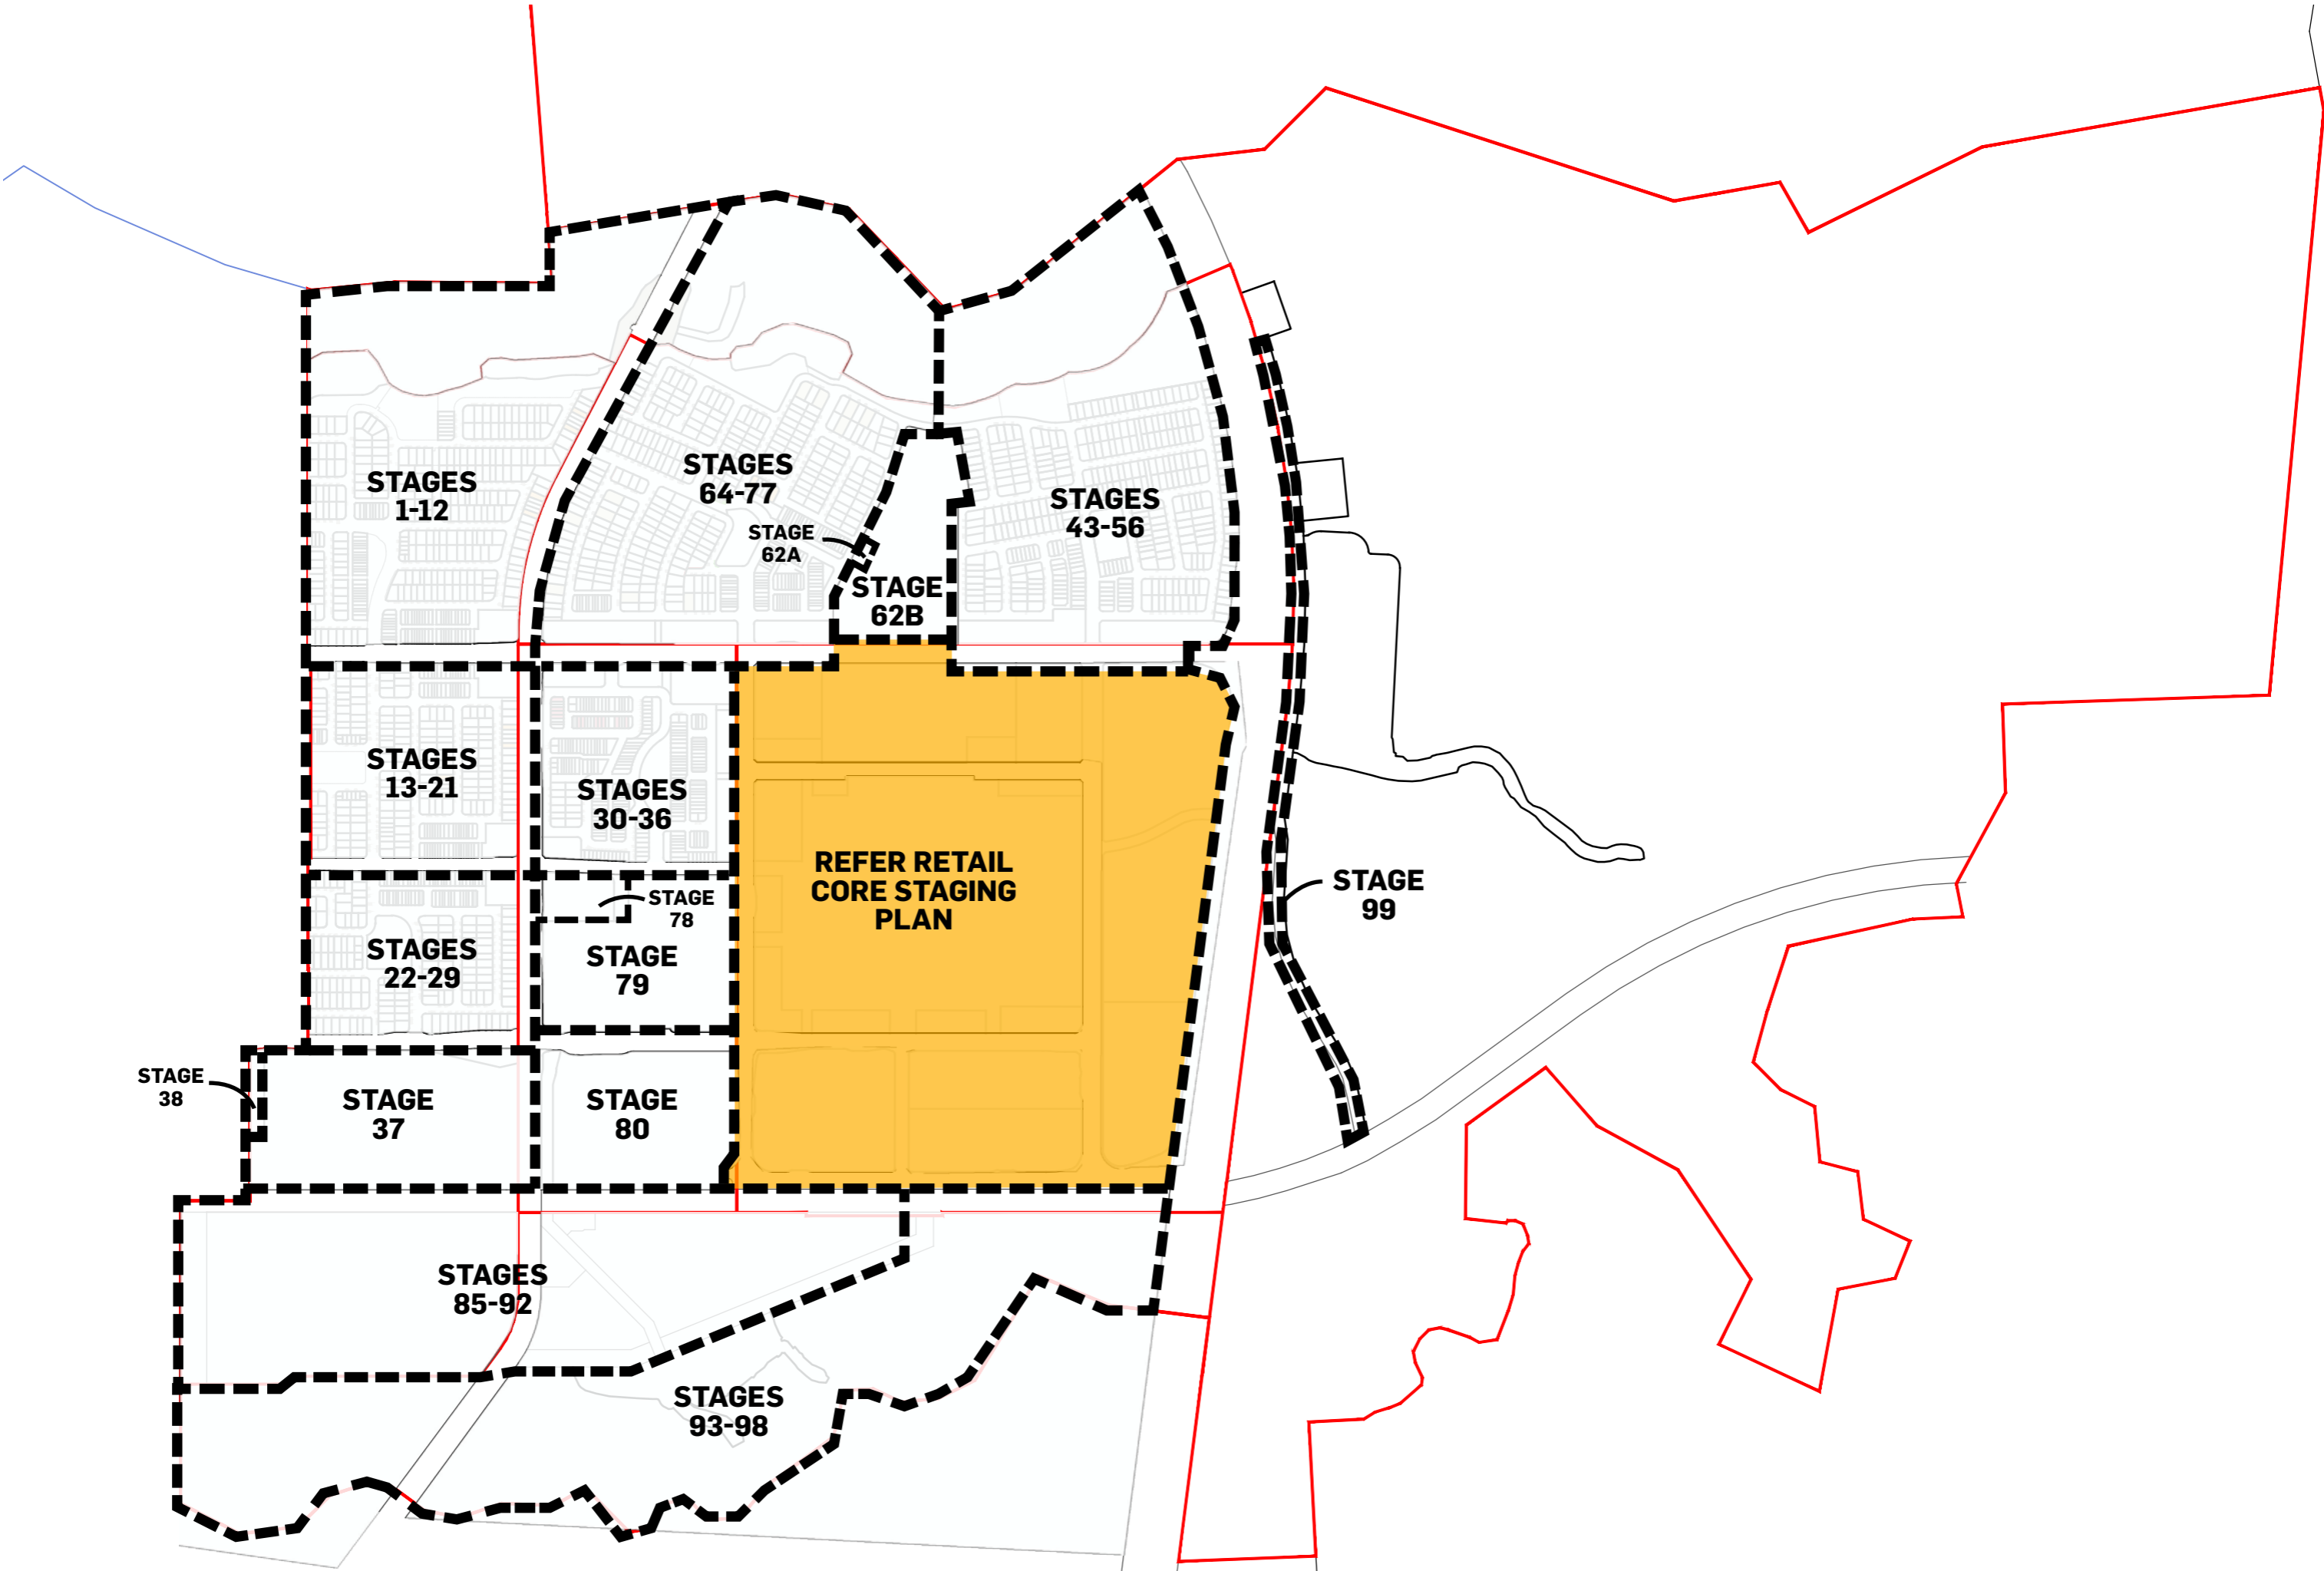 STAGES
64-77
STAGES
1-12
STAGES
43-56
STAGE
62A
STAGE
62B
STAGES
13-21
STAGES
30-36
REFER RETAIL
CORE STAGING
PLAN
STAGE
99
STAGE
78
STAGES
22-29
STAGE
79
STAGE
38
STAGE
37
STAGE
80
STAGES
85-92
STAGES
93-98